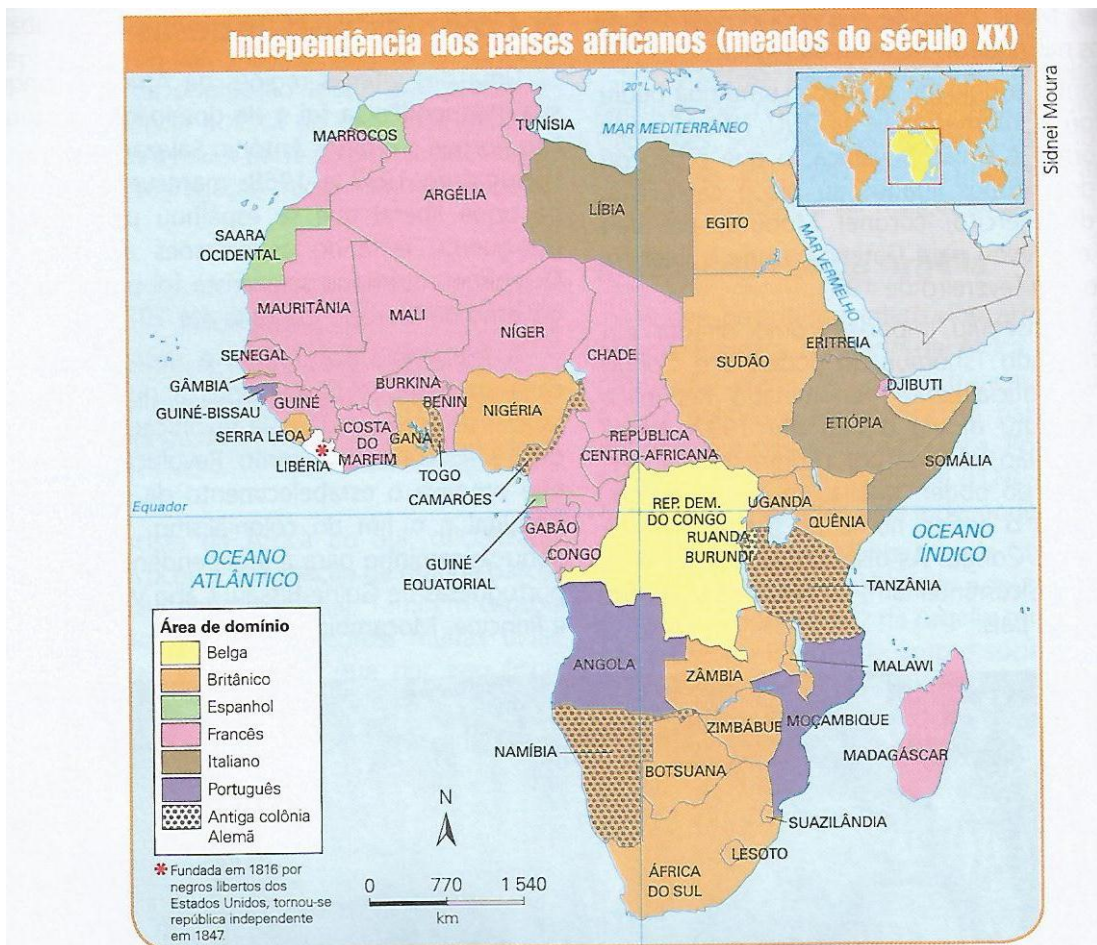 Independência dos países africanos (meados do século XX)
Sidnei Moura
20° L
MAR MEDITERRÂNEO
TUNÍSIA
MARROCOS
ARGÉLIA
LÍBIA
EGITO
MAR VERMELHO
SAARA
OCIDENTAL
MAURITÂNIA
MALI
NÍGER
CHADE
SUDÃO
ERITREIA
SENEGAL
GÂMBIA
GUINÉ-BISSAU
GUINÉ
BURKINA
BENIN
NIGÉRIA
DJIBUTI
ETIÓPIA
SERRA LEOA
LIBÉRIA
COSTA
DO
MARFIM
GANA
TOGO
CAMARÕES
REPÚBLICA
CENTRO-AFRICANA
SOMÁLIA
Equador
GABÃO
CONGO
GUINÉ
EQUATORIAL
REP. DEM.
DO CONGO
RUANDA
BURUNDI
UGANDA
QUÊNIA
OCEANO
ÍNDICO
OCEANO
ATLÂNTICO
TANZÂNIA
ANGOLA
ZÂMBIA
MALAWI
NAMÍBIA
ZIMBÁBUE
MOÇAMBIQUE
BOTSUANA
MADAGÁSCAR
SUAZILÂNDIA
LESOTO
ÁFRICA
DO SUL
Área de domínio
Belga
Britânico
Espanhol
Francês
Italiano
Português
Antiga colônia
Alemã
* Fundada em 1816 por
negros libertos dos
Estados Unidos, tornou-se
república independente
em 1847.
N
0 770 1 540
km